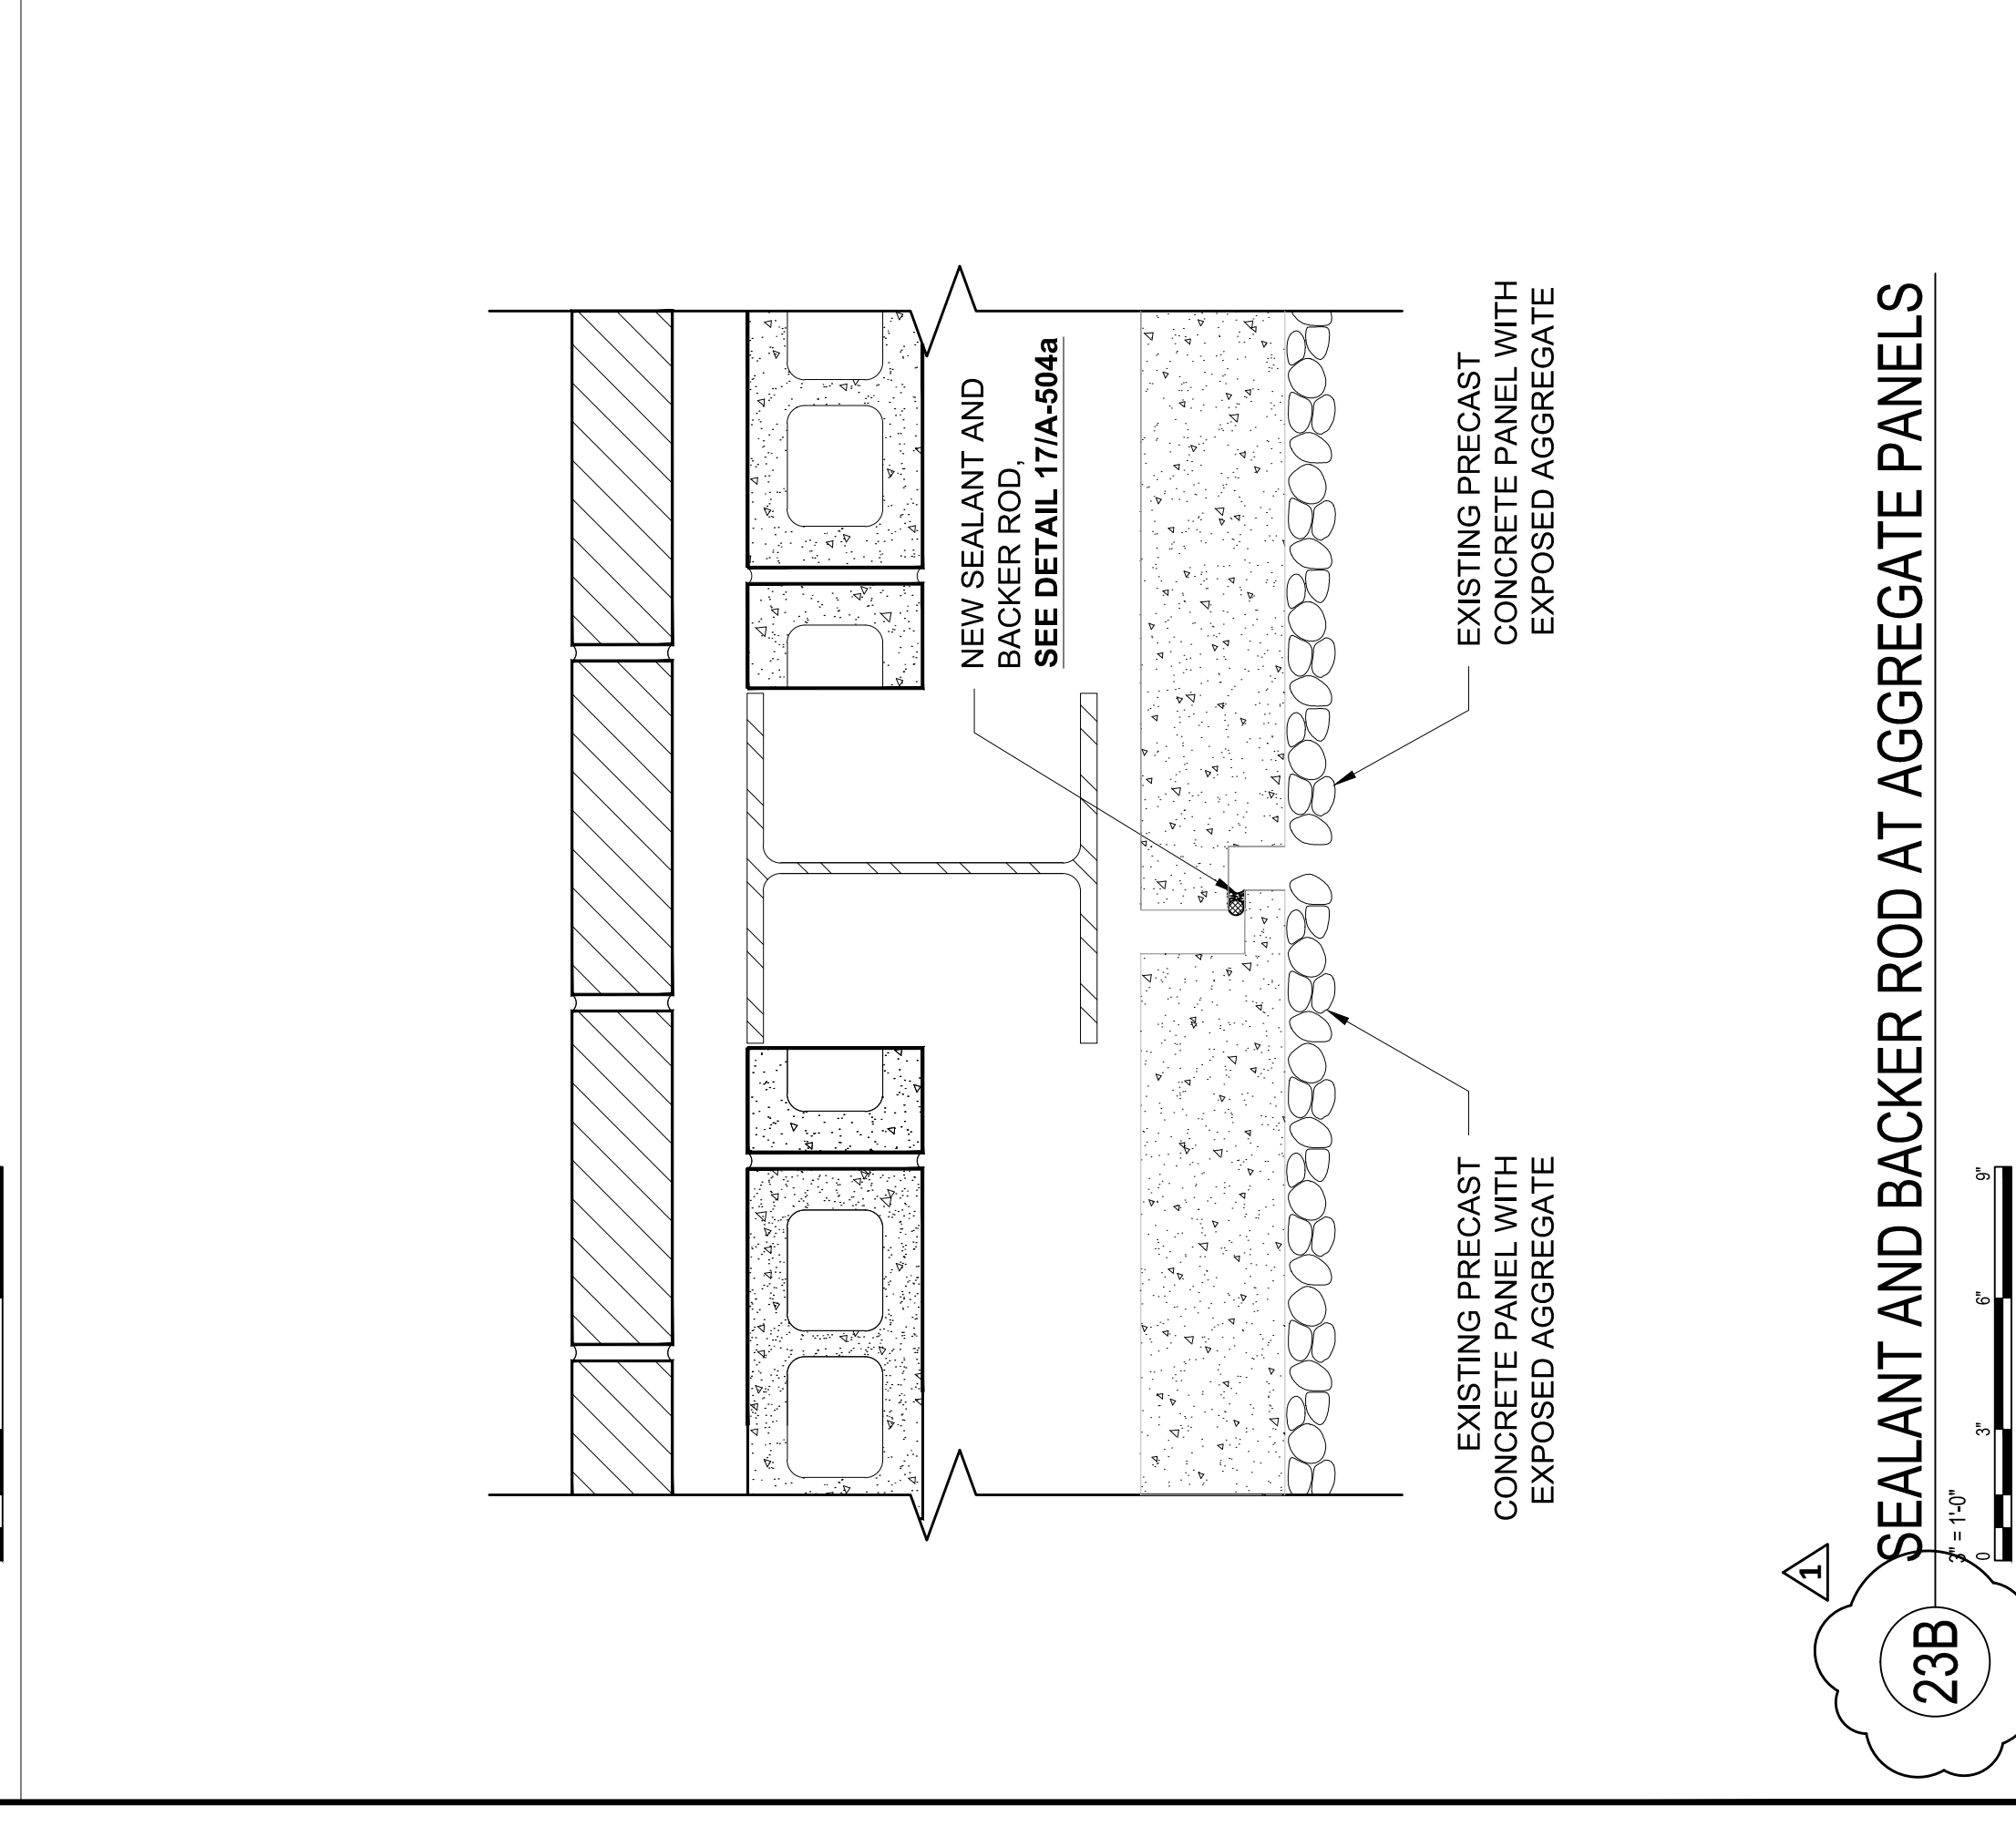 NEW SEALANT AND
BACKER ROD,
SEE DETAIL 17/A-504a
EXISTING PRECAST
CONCRETE PANEL WITH
EXPOSED AGGREGATE
EXISTING PRECAST
CONCRETE PANEL WITH
EXPOSED AGGREGATE
1
23B
SEALANT AND BACKER ROD AT AGGREGATE PANELS
3" = 1'-0"
0 3" 6" 9"